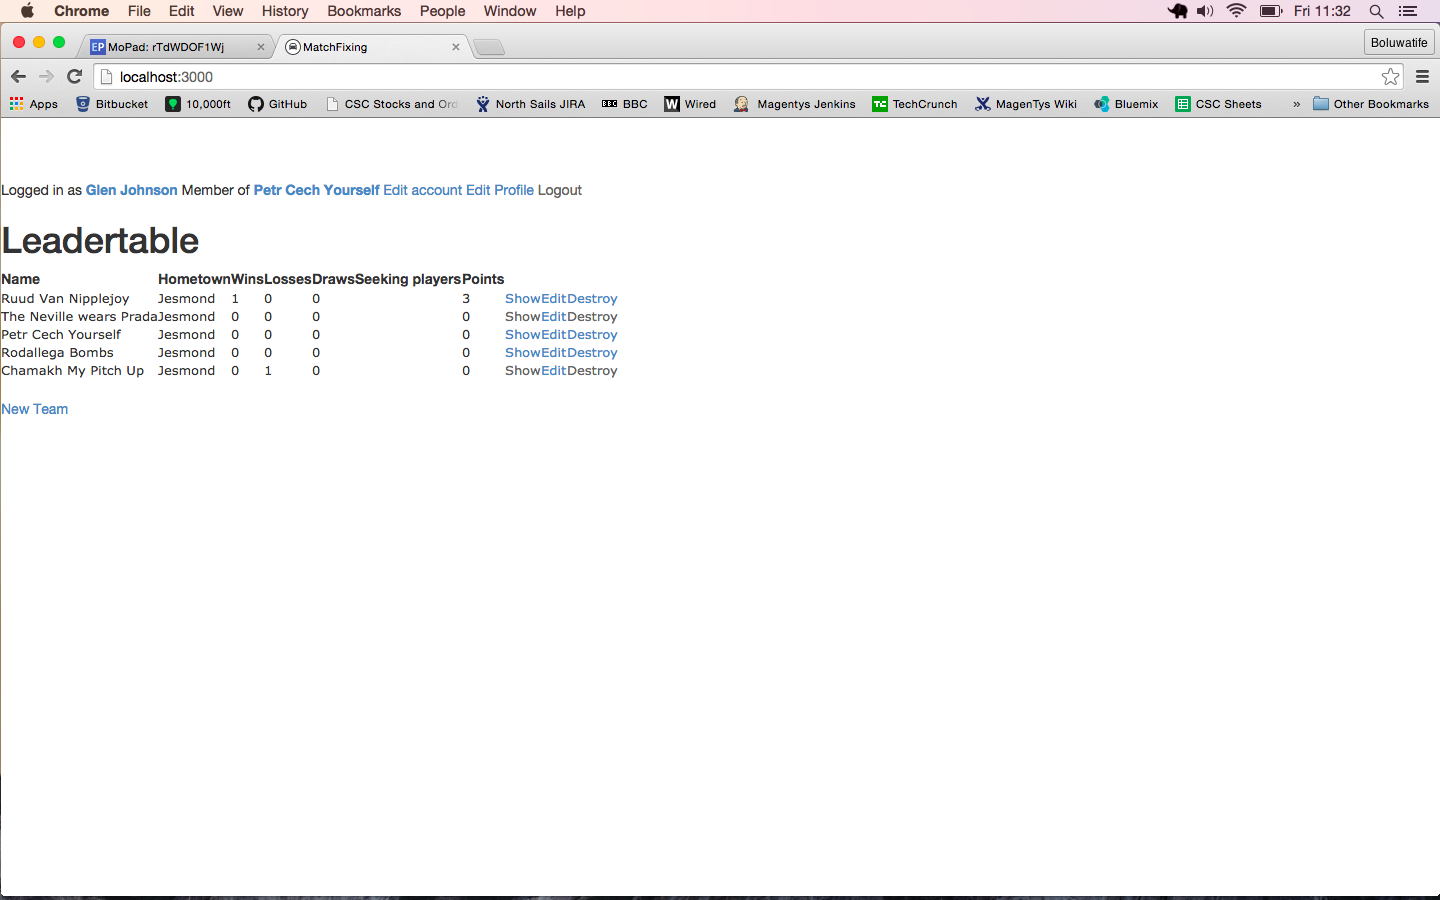 Chrome File Edit View History Bookmarks People Window Help Fri 11:32
EP MoPad: rTdWDOF1Wj MatchFixing Boluwatife
localhost:3000
Apps Bitbucket 10,000ft GitHub CSC Stocks and Ord North Sails JIRA BBC BBC W Wired Magentys Jenkins TC TechCrunch MagenTys Wiki Bluemix CSC Sheets » Other Bookmarks
Logged in as Glen Johnson Member of Petr Cech Yourself Edit account Edit Profile Logout
Leadertable
Name Hometown Wins Losses Draws Seeking players Points
Ruud Van Nipplejoy Jesmond 1 0 0 3 Show Edit Destroy
The Neville wears Prada Jesmond 0 0 0 0 Show Edit Destroy
Petr Cech Yourself Jesmond 0 0 0 0 Show Edit Destroy
Rodallega Bombs Jesmond 0 0 0 0 Show Edit Destroy
Chamakh My Pitch Up Jesmond 0 1 0 0 Show Edit Destroy
New Team